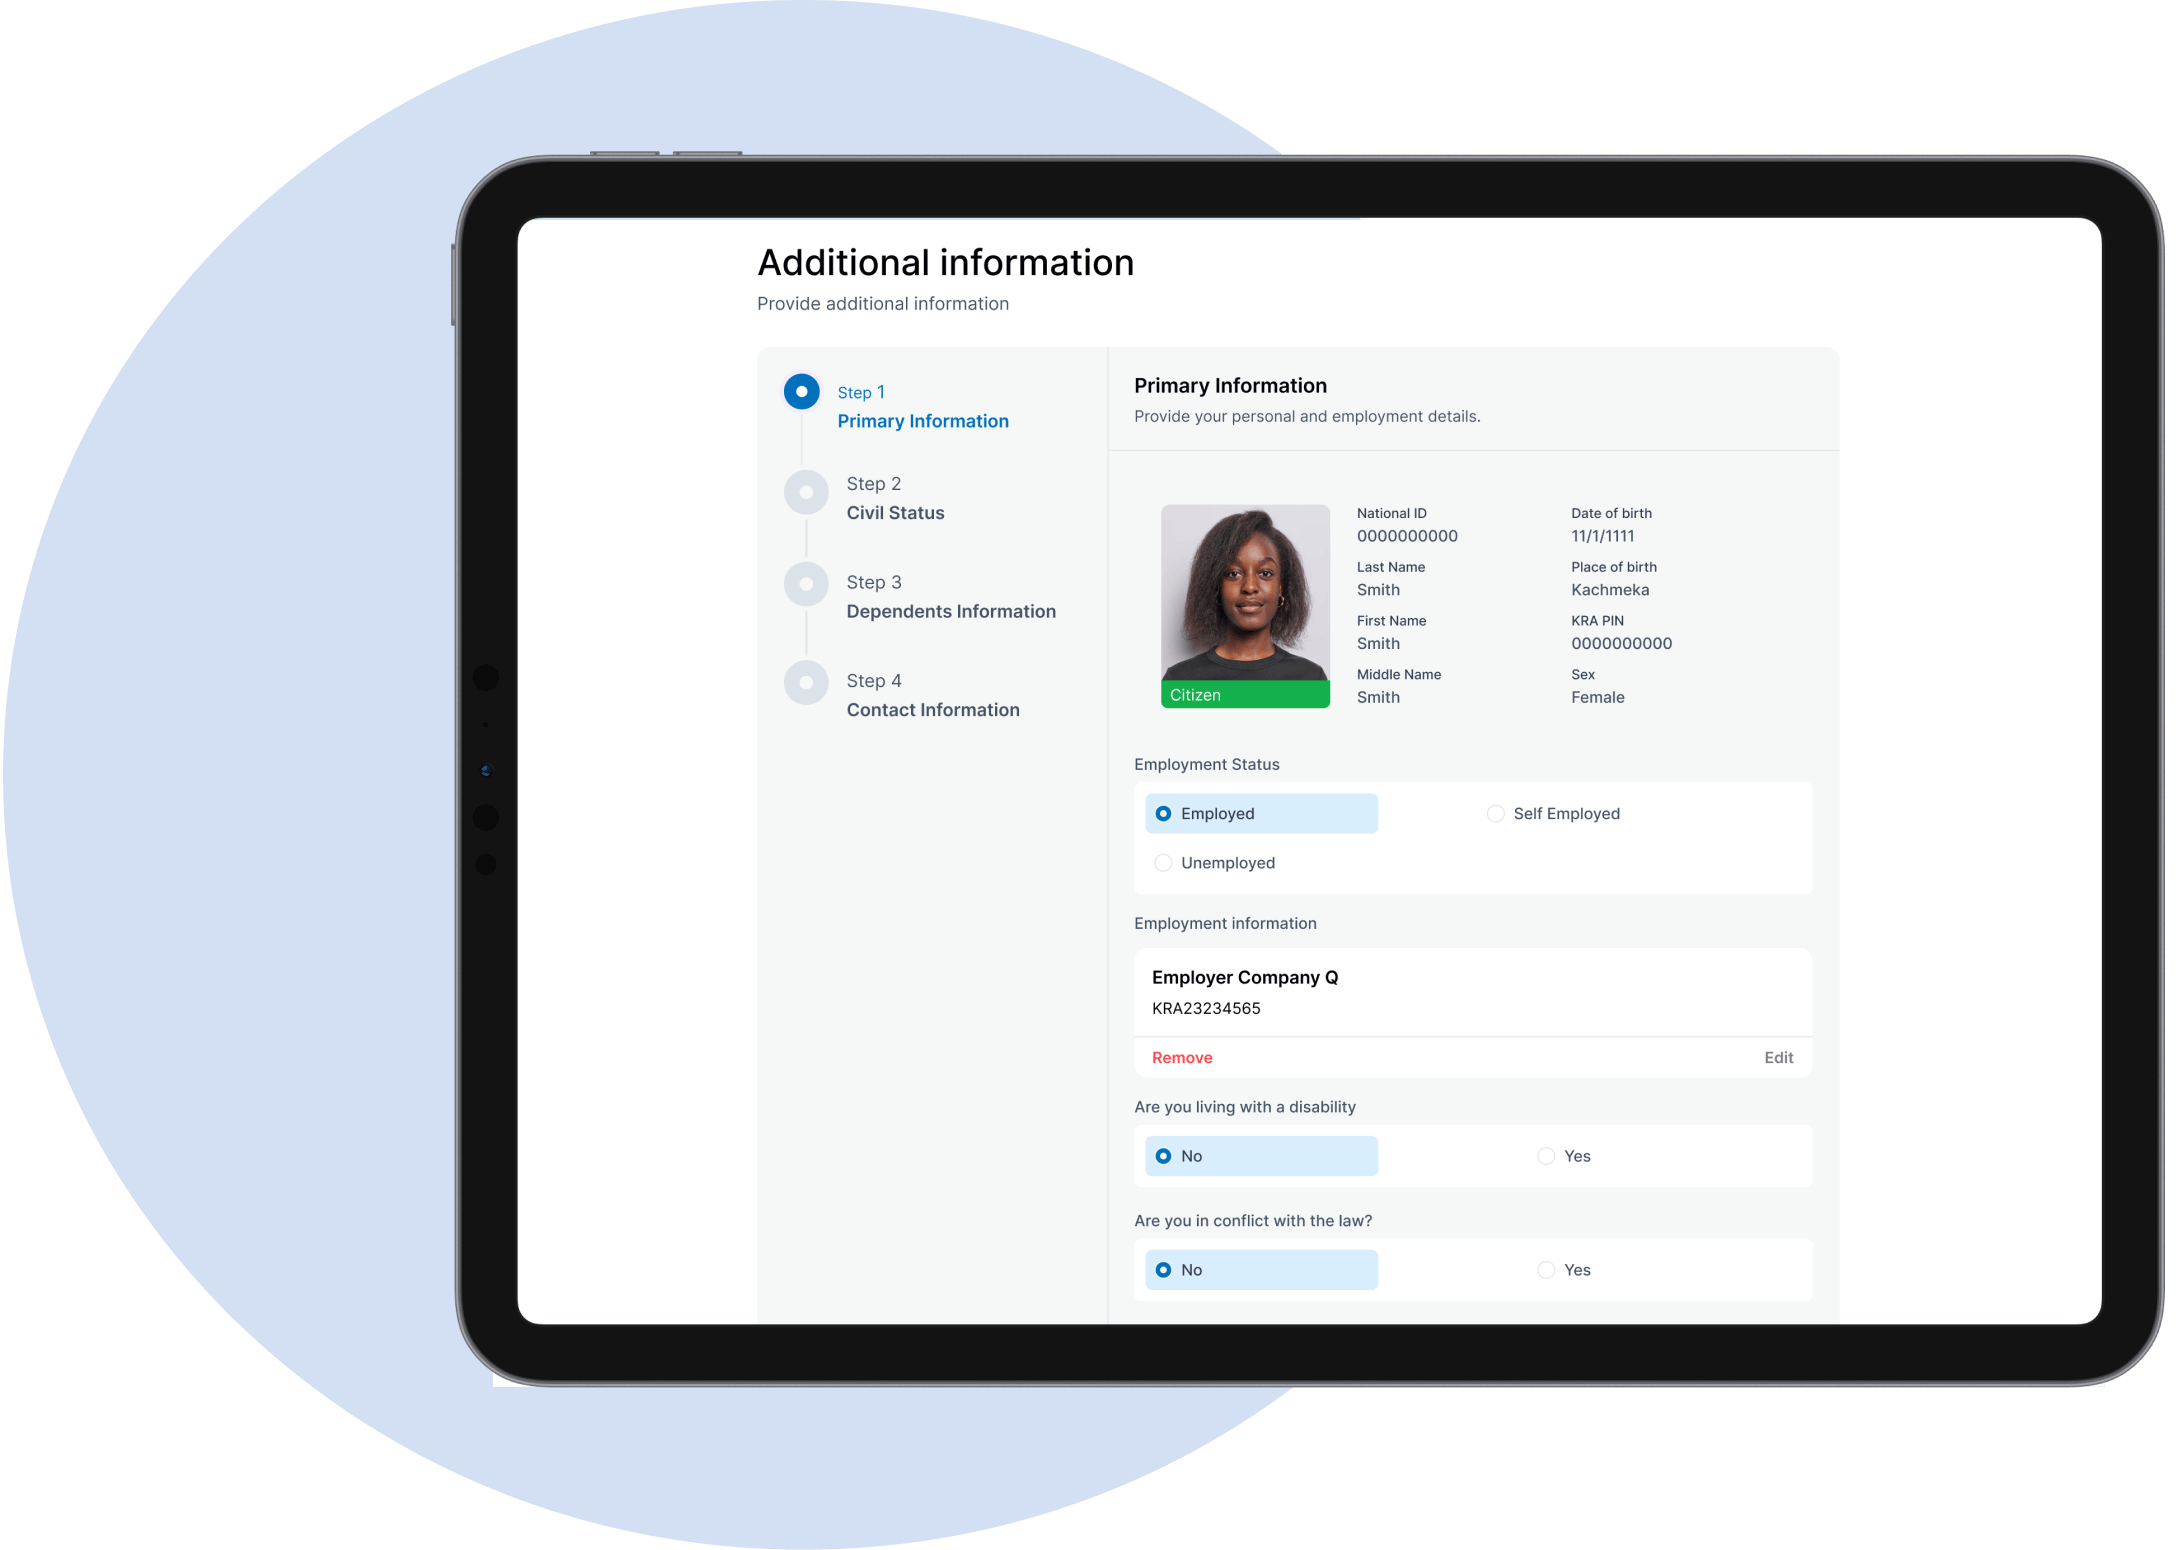 Additional information
Provide additional information
Step 1
Primary Information
Step 2
Civil Status
Step 3
Dependents Information
Step 4
Contact Information
Primary Information
Provide your personal and employment details.
Citizen
National ID
0000000000
Last Name
Smith
First Name
Smith
Middle Name
Smith
Date of birth
11/1/1111
Place of birth
Kachmeka
KRA PIN
0000000000
Sex
Female
Employment Status
Employed
Self Employed
Unemployed
Employment information
Employer Company Q
KRA23234565
Remove
Edit
Are you living with a disability
No
Yes
Are you in conflict with the law?
No
Yes